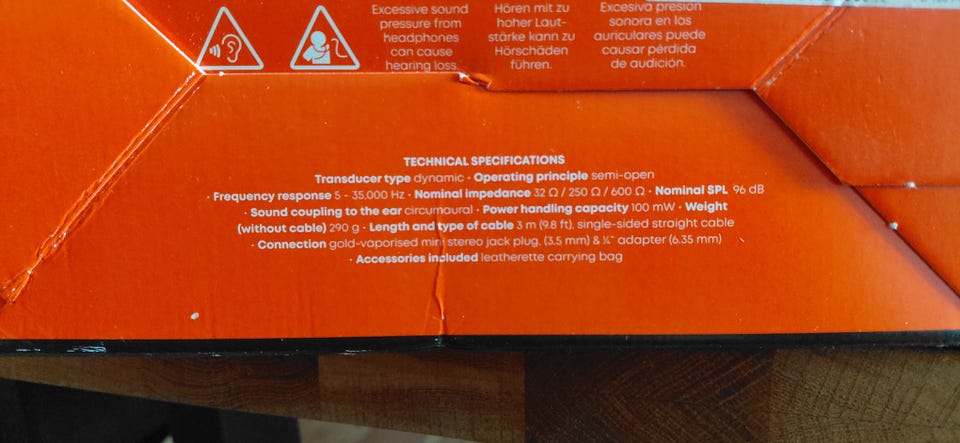 Excessive sound
pressure from
headphones
can cause
hearing loss.
Hören mit zu
hoher Laut-
stärke kann zu
Hörschäden
führen.
Excesiva presión
sonora en los
auriculares puede
causar pérdida
de audición.
TECHNICAL SPECIFICATIONS
Transducer type dynamic · Operating principle semi-open
· Frequency response 5 - 35,000 Hz · Nominal impedance 32 Ω / 250 Ω / 600 Ω · Nominal SPL 96 dB
· Sound coupling to the ear circumaural · Power handling capacity 100 mW · Weight
(without cable) 290 g · Length and type of cable 3 m (9.8 ft), single-sided straight cable
· Connection gold-vaporised mini stereo jack plug, (3.5 mm) & ¼" adapter (6.35 mm)
· Accessories included leatherette carrying bag